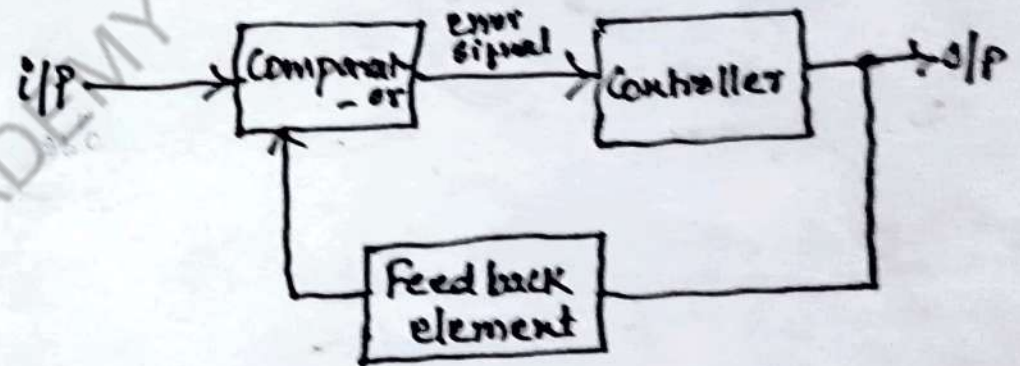 error
signal
i/p
Comparat
-or
Controller
o/p
Feedback
element